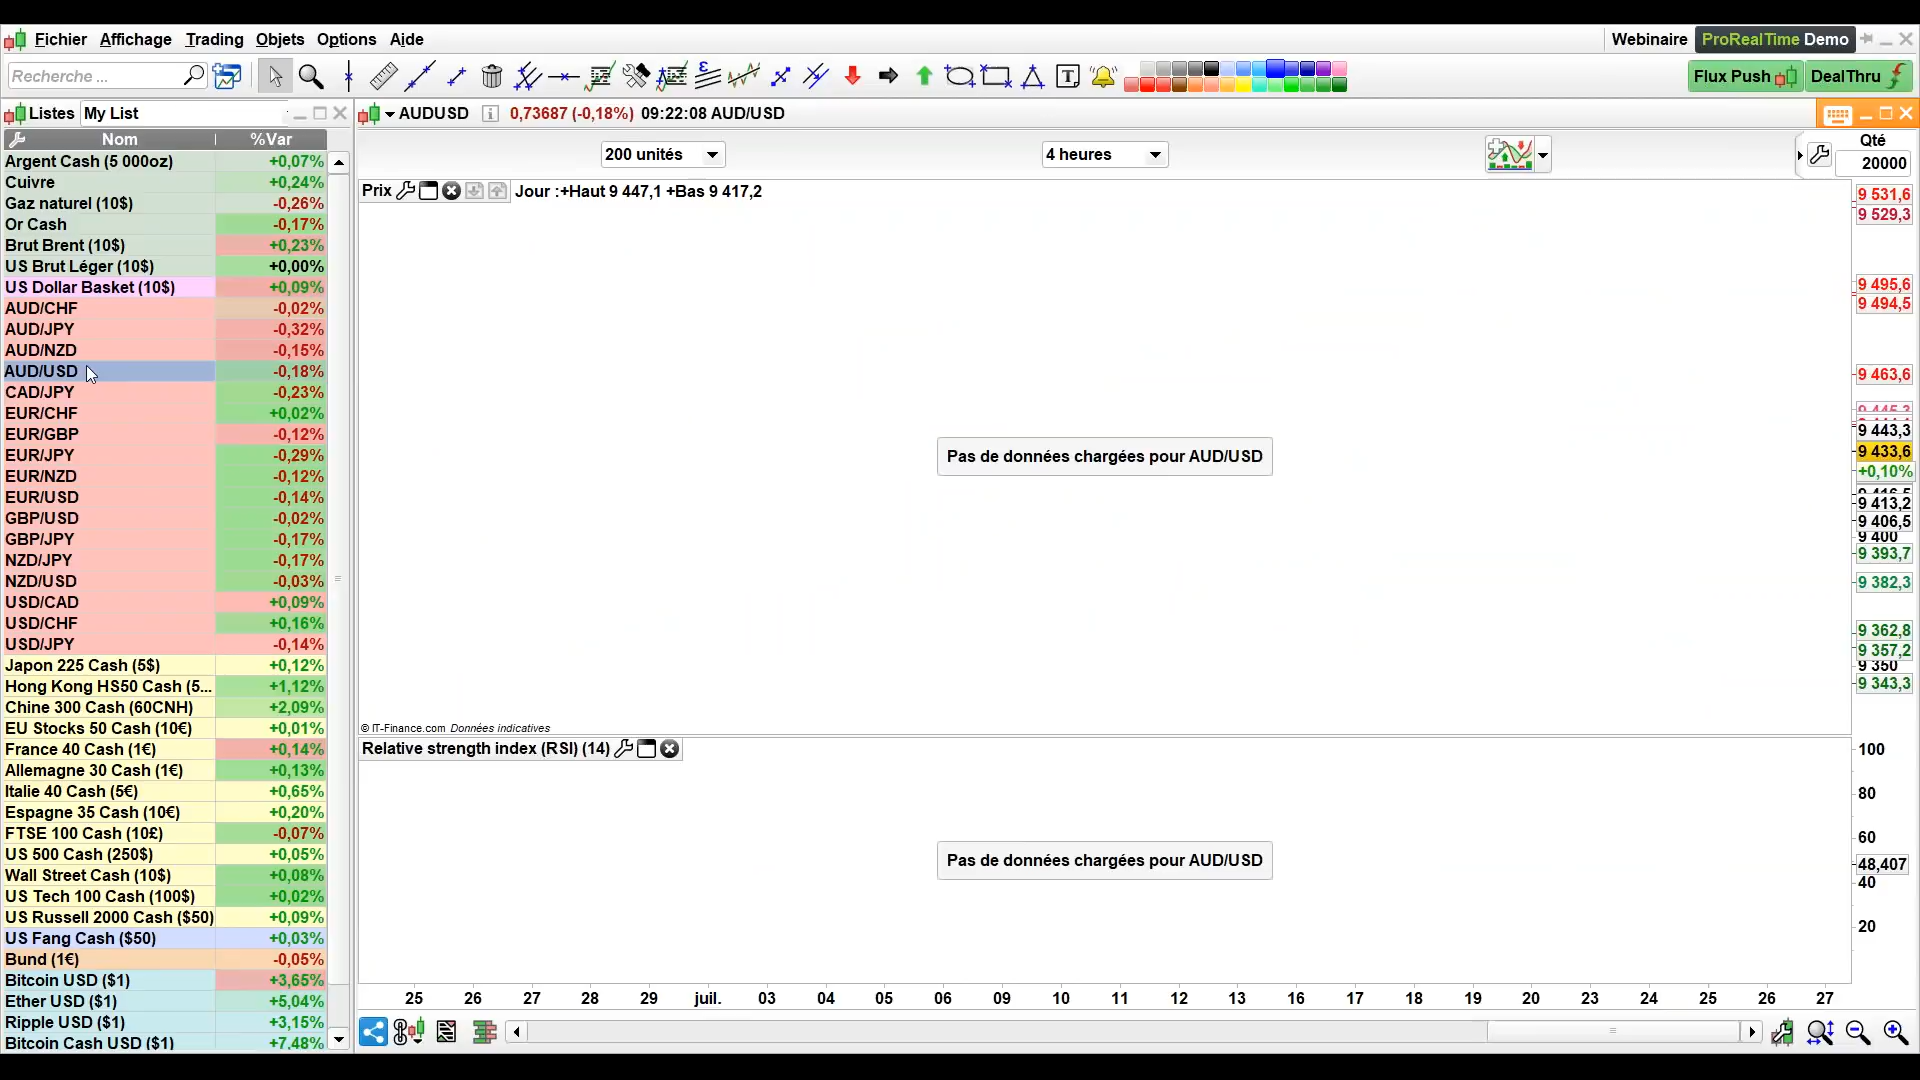 Fichier Affichage Trading Objets Options Aide Webinaire ProRealTime Demo
Recherche ... Flux Push DealThru
Listes My List AUDUSD 0,73687 (-0,18%) 09:22:08 AUD/USD
Nom %Var
200 unités 4 heures Qté
20000
Prix Jour :+Haut 9 447,1 +Bas 9 417,2
Argent Cash (5 000oz) +0,07%
Cuivre +0,24%
Gaz naturel (10$) -0,26%
Or Cash -0,17%
Brut Brent (10$) +0,23%
US Brut Léger (10$) +0,00%
US Dollar Basket (10$) +0,09%
AUD/CHF -0,02%
AUD/JPY -0,32%
AUD/NZD -0,15%
AUD/USD -0,18%
CAD/JPY -0,23%
EUR/CHF +0,02%
EUR/GBP -0,12%
EUR/JPY -0,29%
EUR/NZD -0,12%
EUR/USD -0,14%
GBP/USD -0,02%
GBP/JPY -0,17%
NZD/JPY -0,17%
NZD/USD -0,03%
USD/CAD +0,09%
USD/CHF +0,16%
USD/JPY -0,14%
Japon 225 Cash (5$) +0,12%
Hong Kong HS50 Cash (5... +1,12%
Chine 300 Cash (60CNH) +2,09%
EU Stocks 50 Cash (10€) +0,01%
France 40 Cash (1€) +0,14%
Allemagne 30 Cash (1€) +0,13%
Italie 40 Cash (5€) +0,65%
Espagne 35 Cash (10€) +0,20%
FTSE 100 Cash (10£) -0,07%
US 500 Cash (250$) +0,05%
Wall Street Cash (10$) +0,08%
US Tech 100 Cash (100$) +0,02%
US Russell 2000 Cash ($50) +0,09%
US Fang Cash ($50) +0,03%
Bund (1€) -0,05%
Bitcoin USD ($1) +3,65%
Ether USD ($1) +5,04%
Ripple USD ($1) +3,15%
Bitcoin Cash USD ($1) +7,48%
Pas de données chargées pour AUD/USD
9 531,6
9 529,3
9 495,6
9 494,5
9 463,6
9 445,3
9 443,3
9 433,6
+0,10%
9 413,2
9 406,5
9 400
9 393,7
9 382,3
9 362,8
9 357,2
9 350
9 343,3
© IT-Finance.com Données indicatives
Relative strength index (RSI) (14)
Pas de données chargées pour AUD/USD
100
80
60
48,407
40
20
25 26 27 28 29 juil. 03 04 05 06 09 10 11 12 13 16 17 18 19 20 23 24 25 26 27